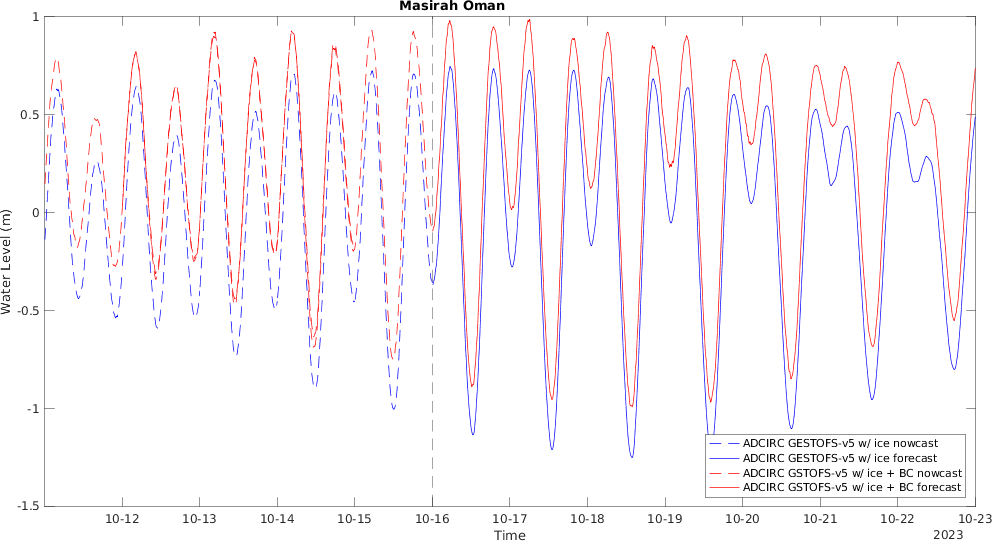 Masirah Oman
Water Level (m)
1
0.5
0
-0.5
-1
-1.5
ADCIRC GESTOFS-v5 w/ ice nowcast
ADCIRC GESTOFS-v5 w/ ice forecast
ADCIRC GSTOFS-v5 w/ ice + BC nowcast
ADCIRC GSTOFS-v5 w/ ice + BC forecast
10-12 10-13 10-14 10-15 10-16 10-17 10-18 10-19 10-20 10-21 10-22 10-23
Time
2023